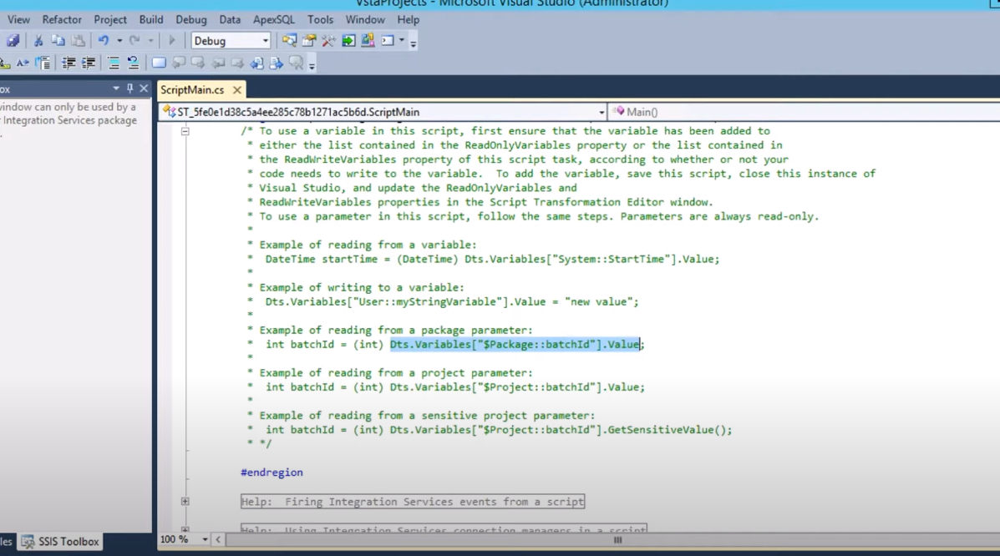 VstaProjects - Microsoft Visual Studio (Administrator)
View Refactor Project Build Debug Data ApexSQL Tools Window Help
Debug
ox
ScriptMain.cs
window can only be used by a
Integration Services package
ST_5fe0e1d38c5a4ee285c78b1271ac5b6d.ScriptMain
Main()
/* To use a variable in this script, first ensure that the variable has been added to
* either the list contained in the ReadOnlyVariables property or the list contained in
* the ReadWriteVariables property of this script task, according to whether or not your
* code needs to write to the variable.  To add the variable, save this script, close this instance of
* Visual Studio, and update the ReadOnlyVariables and
* ReadWriteVariables properties in the Script Transformation Editor window.
* To use a parameter in this script, follow the same steps. Parameters are always read-only.
*
* Example of reading from a variable:
*  DateTime startTime = (DateTime) Dts.Variables["System::StartTime"].Value;
*
* Example of writing to a variable:
*  Dts.Variables["User::myStringVariable"].Value = "new value";
*
* Example of reading from a package parameter:
*  int batchId = (int) Dts.Variables["$Package::batchId"].Value;
*
* Example of reading from a project parameter:
*  int batchId = (int) Dts.Variables["$Project::batchId"].Value;
*
* Example of reading from a sensitive project parameter:
*  int batchId = (int) Dts.Variables["$Project::batchId"].GetSensitiveValue();
* */
#endregion
Help:  Firing Integration Services events from a script
Help:  Using Integration Services connection managers in a script
100 %
les
SSIS Toolbox